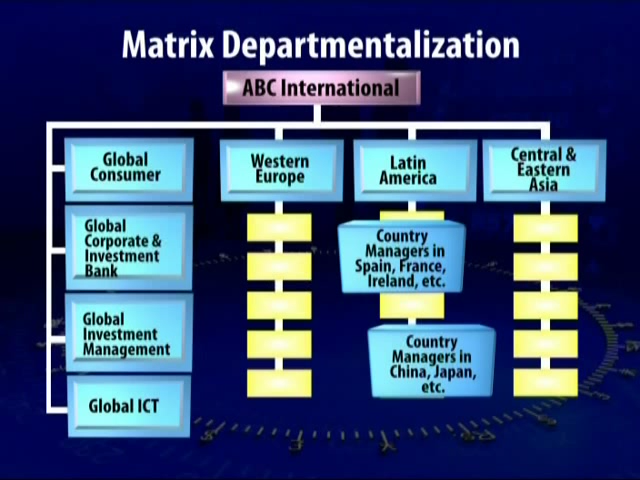 Matrix Departmentalization
ABC International
Global
Consumer
Western
Europe
Latin
America
Central &
Eastern
Asia
Global
Corporate &
Investment
Bank
Country
Managers in
Spain, France,
Ireland, etc.
Global
Investment
Management
Country
Managers in
China, Japan,
etc.
Global ICT